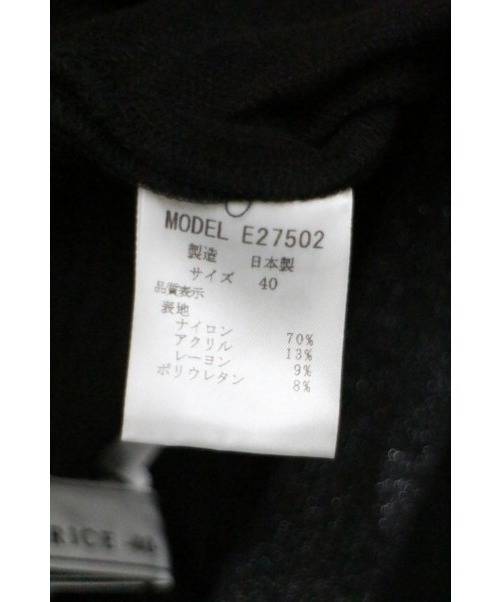 MODEL E27502
製造 日本製
サイズ 40
品質表示
表地
ナイロン 70%
アクリル 13%
レーヨン 9%
ポリウレタン 8%
RICE 40